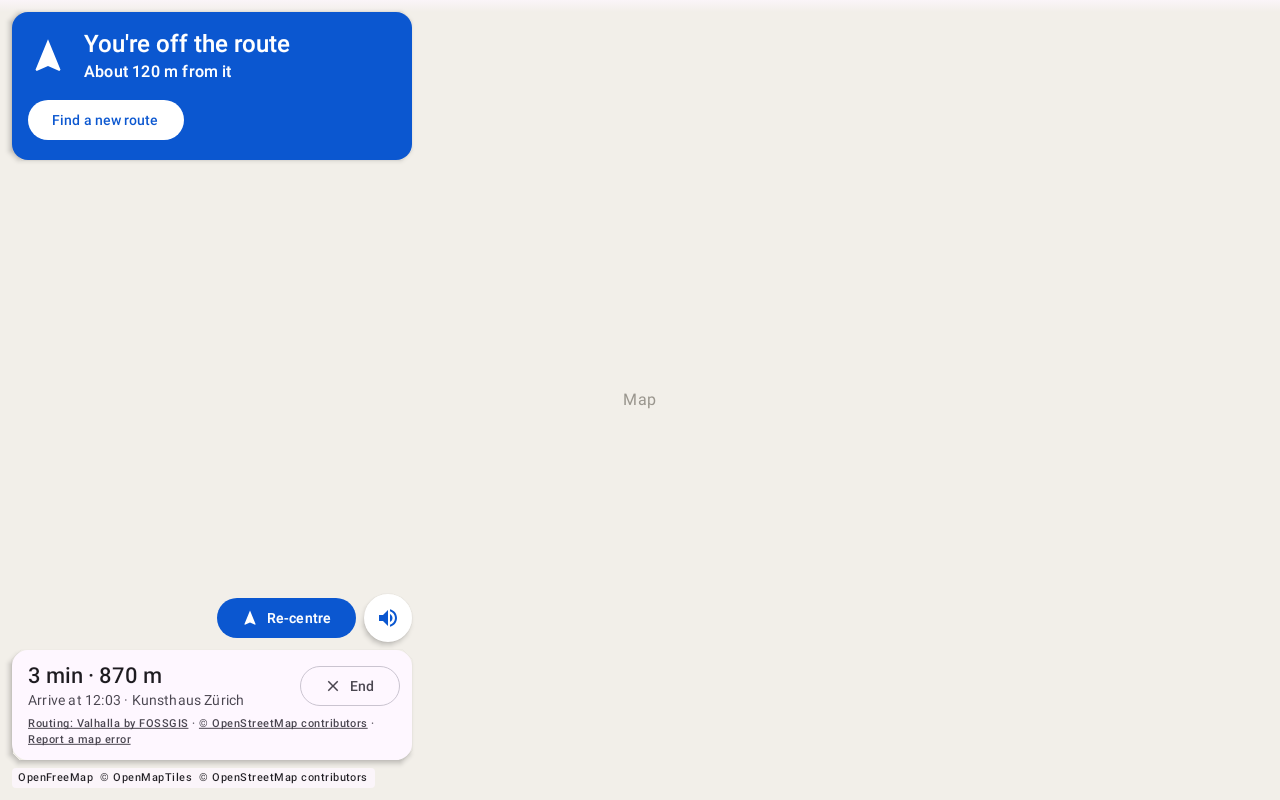 You're off the route
About 120 m from it
Find a new route
Map
Re-centre
3 min · 870 m
End
Arrive at 12:03 · Kunsthaus Zürich
Routing: Valhalla by FOSSGIS · © OpenStreetMap contributors ·
Report a map error
OpenFreeMap © OpenMapTiles © OpenStreetMap contributors